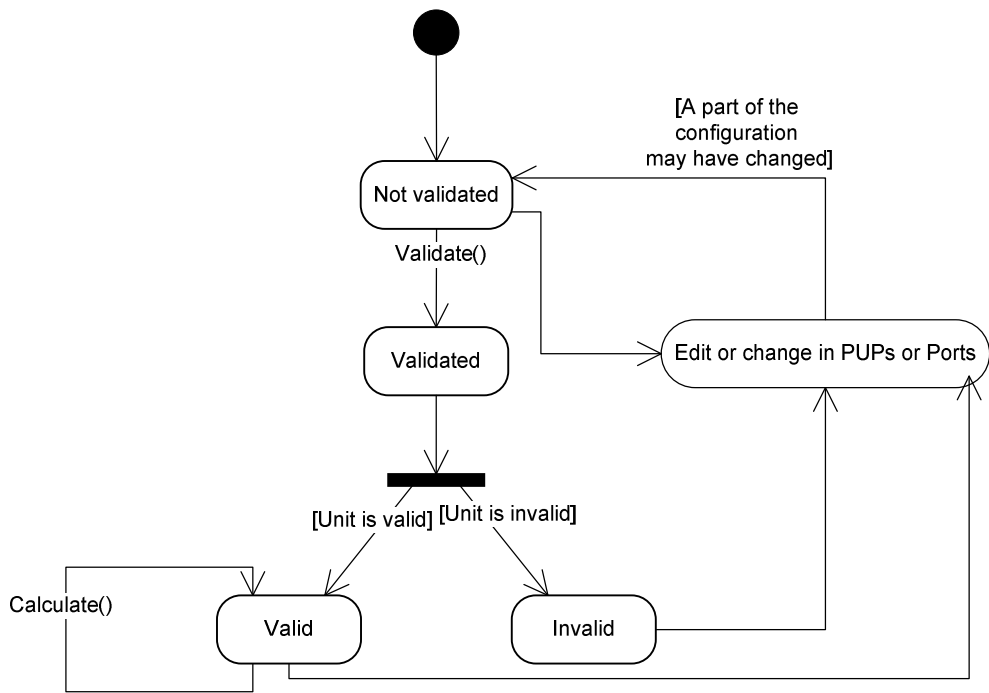 [A part of the
configuration
may have changed]
Not validated
Validate()
Validated
Edit or change in PUPs or Ports
[Unit is valid]
[Unit is invalid]
Calculate()
Valid
Invalid